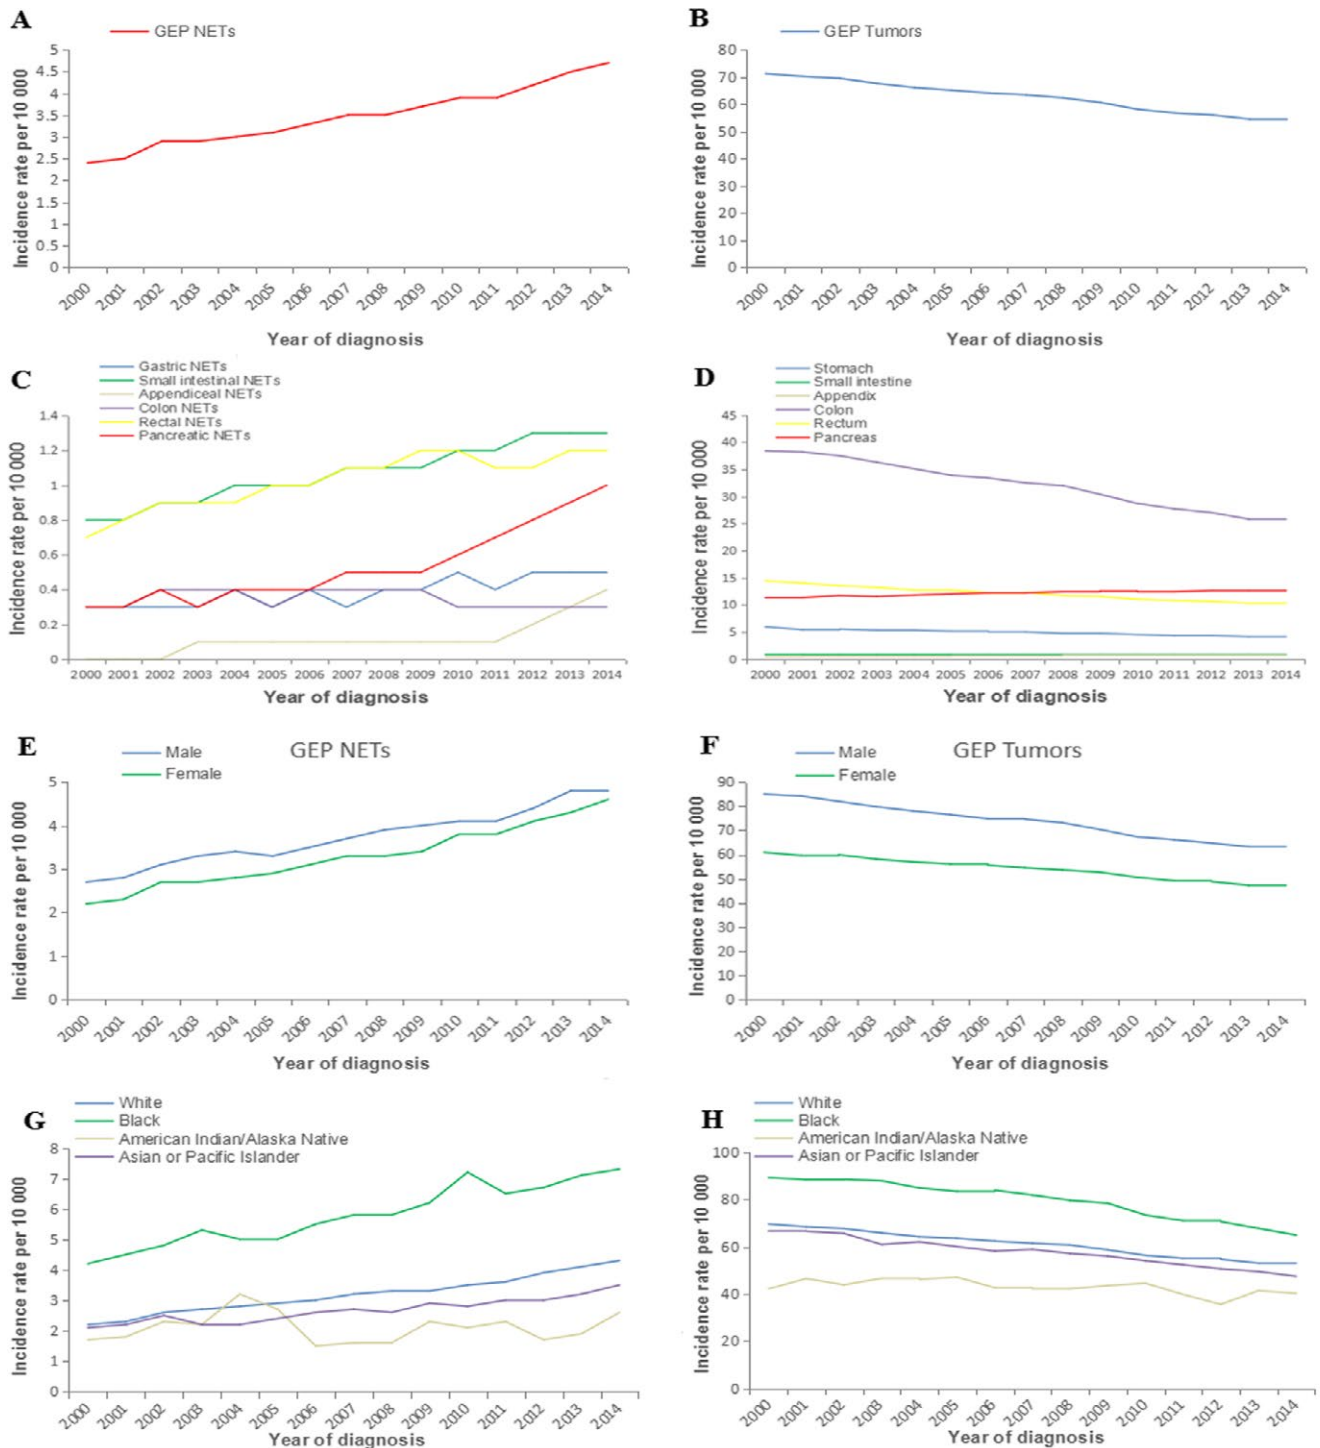 A
GEP NETs
5
4.5
4
3.5
3
2.5
2
1.5
1
0.5
0
Incidence rate per 10 000
2000 2001 2002 2003 2004 2005 2006 2007 2008 2009 2010 2011 2012 2013 2014
Year of diagnosis
B
GEP Tumors
80
70
60
50
40
30
20
10
0
Incidence rate per 10 000
2000 2001 2002 2003 2004 2005 2006 2007 2008 2009 2010 2011 2012 2013 2014
Year of diagnosis
C
Gastric NETs
Small intestinal NETs
Appendiceal NETs
Colon NETs
Rectal NETs
Pancreatic NETs
1.4
1.2
1
0.8
0.6
0.4
0.2
0
Incidence rate per 10 000
2000 2001 2002 2003 2004 2005 2006 2007 2008 2009 2010 2011 2012 2013 2014
Year of diagnosis
D
Stomach
Small intestine
Appendix
Colon
Rectum
Pancreas
45
40
35
30
25
20
15
10
5
0
Incidence rate per 10 000
2000 2001 2002 2003 2004 2005 2006 2007 2008 2009 2010 2011 2012 2013 2014
Year of diagnosis
E
Male
Female
GEP NETs
5
4
3
2
1
0
Incidence rate per 10 000
2000 2001 2002 2003 2004 2005 2006 2007 2008 2009 2010 2011 2012 2013 2014
Year of diagnosis
F
Male
Female
GEP Tumors
90
80
70
60
50
40
30
20
10
0
Incidence rate per 10 000
2000 2001 2002 2003 2004 2005 2006 2007 2008 2009 2010 2011 2012 2013 2014
Year of diagnosis
G
White
Black
American Indian/Alaska Native
Asian or Pacific Islander
8
7
6
5
4
3
2
1
0
Incidence rate per 10 000
2000 2001 2002 2003 2004 2005 2006 2007 2008 2009 2010 2011 2012 2013 2014
Year of diagnosis
H
White
Black
American Indian/Alaska Native
Asian or Pacific Islander
100
80
60
40
20
0
Incidence rate per 10 000
2000 2001 2002 2003 2004 2005 2006 2007 2008 2009 2010 2011 2012 2013 2014
Year of diagnosis